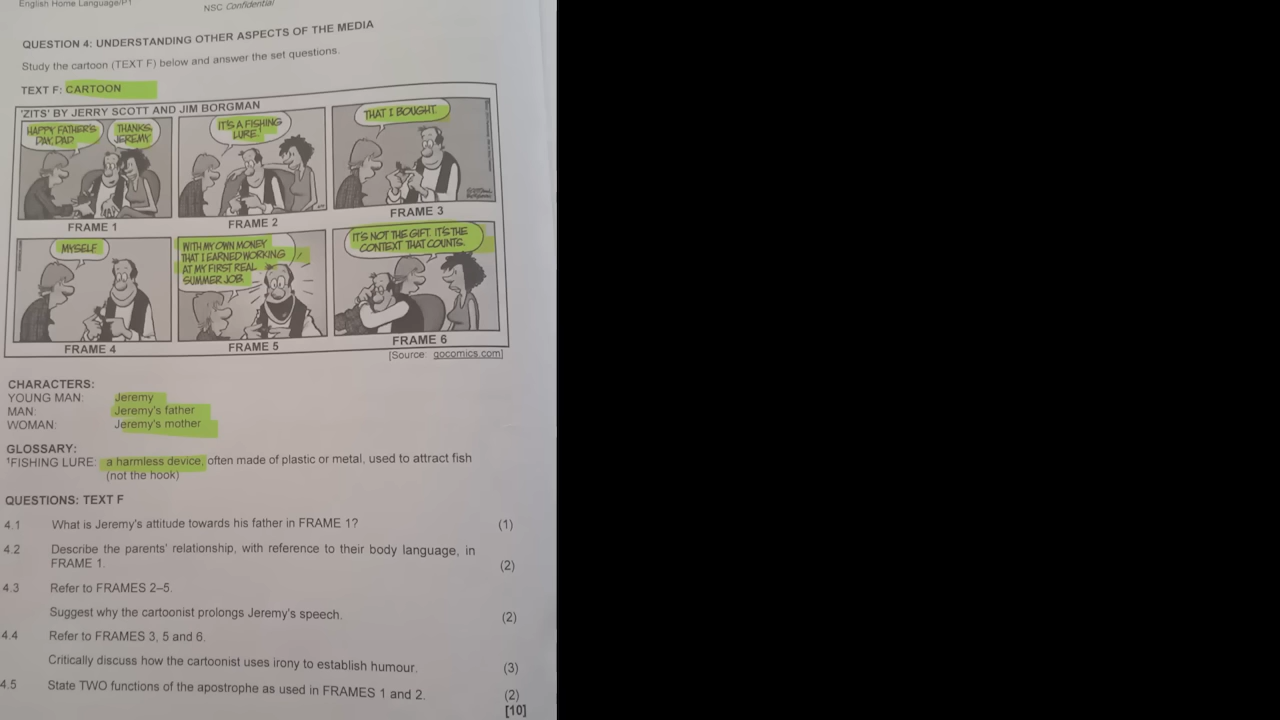 English Home Language/P1
NSC Confidential
QUESTION 4: UNDERSTANDING OTHER ASPECTS OF THE MEDIA
Study the cartoon (TEXT F) below and answer the set questions.
TEXT F: CARTOON
'ZITS' BY JERRY SCOTT AND JIM BORGMAN
HAPPY FATHER'S
DAY, DAD.
THANKS,
JEREMY
IT'S A FISHING
LURE.¹
THAT I BOUGHT.
FRAME 1
FRAME 2
FRAME 3
MYSELF
WITH MY OWN MONEY
THAT I EARNED WORKING
AT MY FIRST REAL
SUMMER JOB.
IT'S NOT THE GIFT. IT'S THE
CONTEXT THAT COUNTS.
FRAME 4
FRAME 5
FRAME 6
[Source: gocomics.com]
CHARACTERS:
YOUNG MAN: Jeremy
MAN: Jeremy's father
WOMAN: Jeremy's mother
GLOSSARY:
¹FISHING LURE: a harmless device, often made of plastic or metal, used to attract fish
(not the hook)
QUESTIONS: TEXT F
4.1 What is Jeremy's attitude towards his father in FRAME 1? (1)
4.2 Describe the parents' relationship, with reference to their body language, in
FRAME 1. (2)
4.3 Refer to FRAMES 2–5.
Suggest why the cartoonist prolongs Jeremy's speech. (2)
4.4 Refer to FRAMES 3, 5 and 6.
Critically discuss how the cartoonist uses irony to establish humour. (3)
4.5 State TWO functions of the apostrophe as used in FRAMES 1 and 2. (2)
[10]